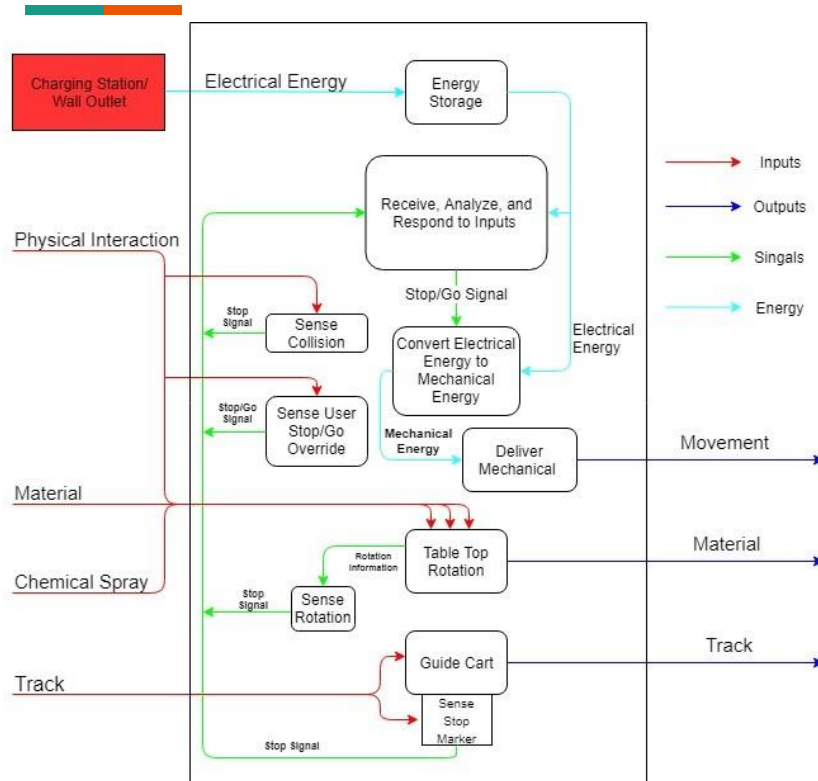 Charging Station/
Wall Outlet
Electrical Energy
Energy
Storage
Inputs
Receive, Analyze, and
Respond to Inputs
Outputs
Physical Interaction
Singals
Stop/Go Signal
Energy
Stop
Signal
Sense
Collision
Convert Electrical
Energy to
Mechanical
Energy
Electrical
Energy
Stop/Go
Signal
Sense User
Stop/Go
Override
Mechanical
Energy
Deliver
Mechanical
Movement
Material
Table Top
Rotation
Material
Rotation
Information
Chemical Spray
Stop
Signal
Sense
Rotation
Guide Cart
Track
Track
Sense
Stop
Marker
Stop Signal